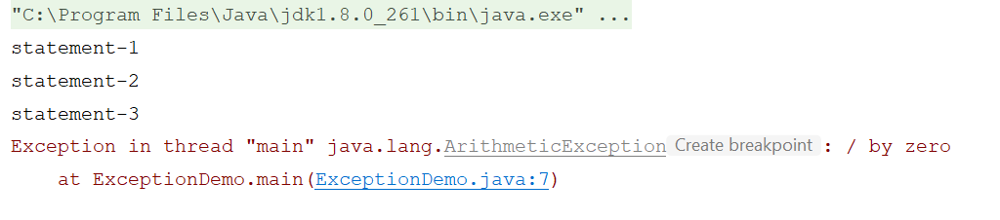 "C:\Program Files\Java\jdk1.8.0_261\bin\java.exe" ...
statement-1
statement-2
statement-3
Exception in thread "main" java.lang.ArithmeticException Create breakpoint : / by zero
    at ExceptionDemo.main(ExceptionDemo.java:7)